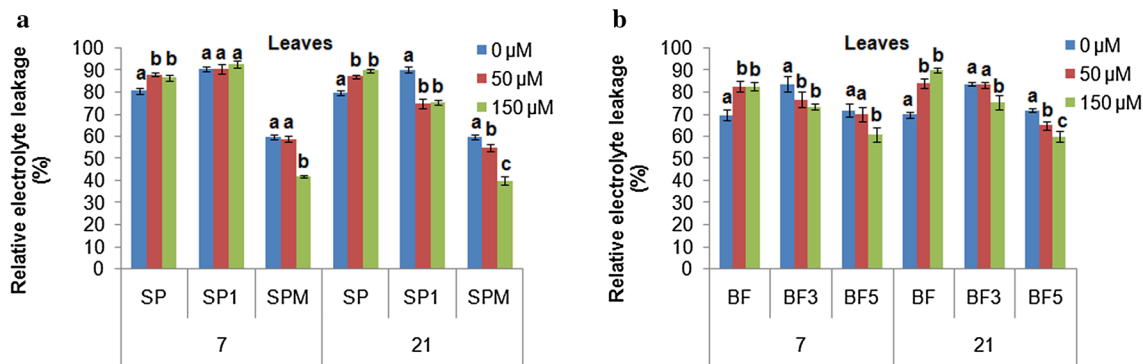 a
Relative electrolyte leakage
(%)
100
90
80
70
60
50
40
30
20
10
0
Leaves
a b b
a a a
a a b
a b b
a b b
a b c
0 µM
50 µM
150 µM
SP SP1 SPM SP SP1 SPM
7 21
b
Relative electrolyte leakage
(%)
100
90
80
70
60
50
40
30
20
10
0
Leaves
a b b
a b b
a a b
a b b
a a b
a b c
0 µM
50 µM
150 µM
BF BF3 BF5 BF BF3 BF5
7 21